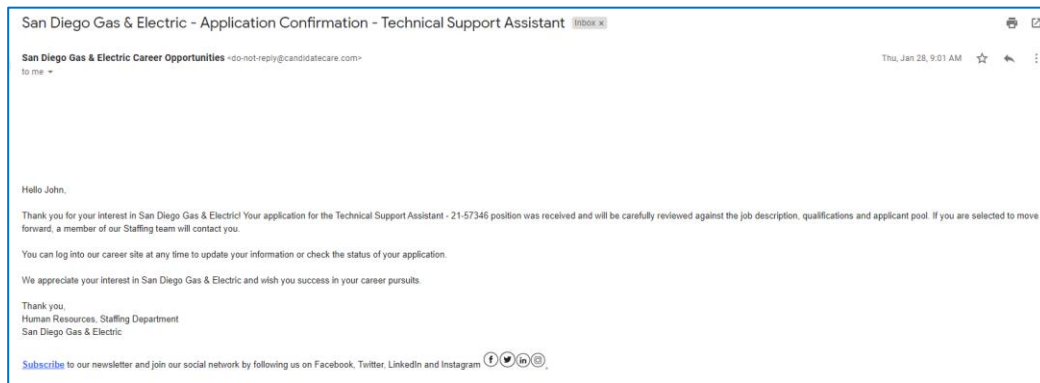 San Diego Gas & Electric - Application Confirmation - Technical Support Assistant Inbox x
San Diego Gas & Electric Career Opportunities <do-not-reply@candidatecare.com>
Thu, Jan 28, 9:01 AM
to me
Hello John,
Thank you for your interest in San Diego Gas & Electric! Your application for the Technical Support Assistant - 21-57346 position was received and will be carefully reviewed against the job description, qualifications and applicant pool. If you are selected to move
forward, a member of our Staffing team will contact you.
You can log into our career site at any time to update your information or check the status of your application.
We appreciate your interest in San Diego Gas & Electric and wish you success in your career pursuits.
Thank you,
Human Resources, Staffing Department
San Diego Gas & Electric
Subscribe to our newsletter and join our social network by following us on Facebook, Twitter, LinkedIn and Instagram